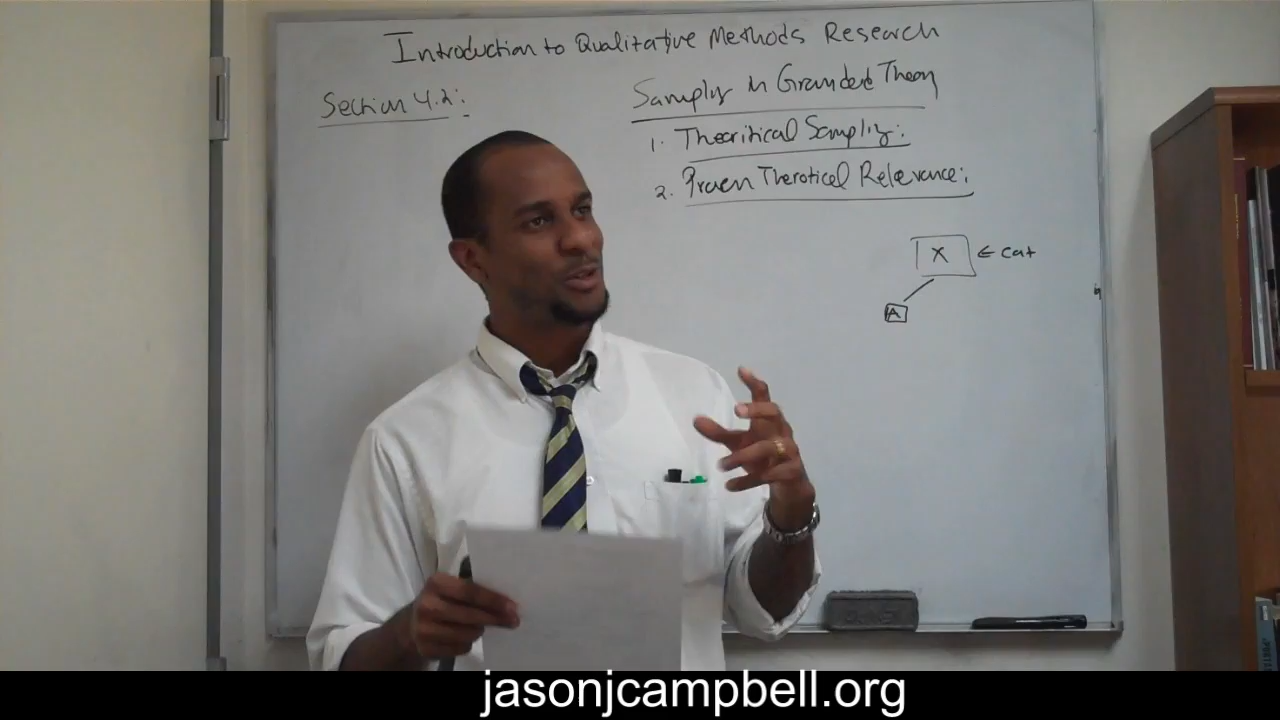 Introduction to Qualitative Methods Research
Section 4.2:
Sampling in Grounded Theory
1. Theoritical Sampling:
2. Proven Therotical Relevance:
X ← cat
A
jasonjcampbell.org